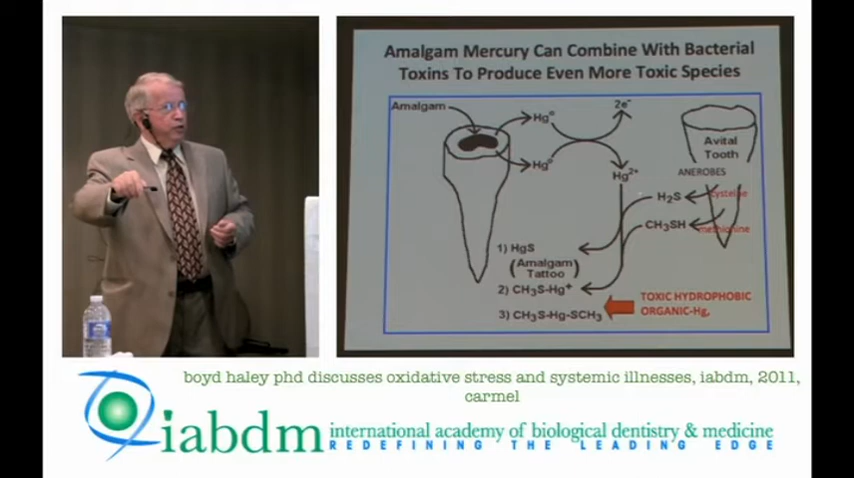 Amalgam Mercury Can Combine With Bacterial
Toxins To Produce Even More Toxic Species
Amalgam
Hg°
Hg°
2e⁻
Hg²⁺
Avital
Tooth
ANEROBES
H₂S
cysteine
CH₃SH
methionine
1) HgS
(Amalgam
Tattoo)
2) CH₃S-Hg⁺
3) CH₃S-Hg-SCH₃
TOXIC HYDROPHOBIC
ORGANIC-Hg,
boyd haley phd discusses oxidative stress and systemic illnesses, iabdm, 2011,
carmel
iabdm international academy of biological dentistry & medicine
REDEFINING THE LEADING EDGE